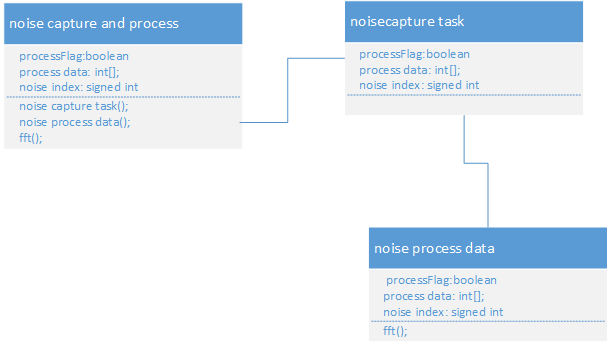 noise capture and process
processFlag:boolean
process data: int[];
noise index: signed int
noise capture task();
noise process data();
fft();
noisecapture task
processFlag:boolean
process data: int[];
noise index: signed int
noise process data
processFlag:boolean
process data: int[];
noise index: signed int
fft();